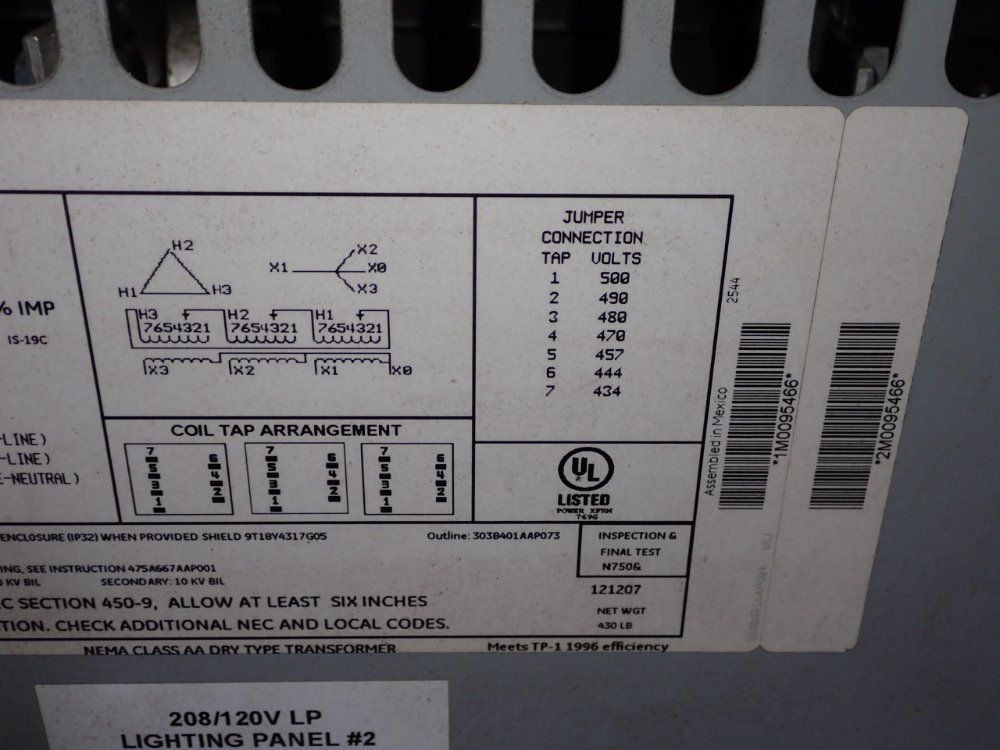 % IMP
IS-19C
H2
H1
H3
X2
X1
X0
X3
H3
H2
H1
7654321
7654321
7654321
X3
X2
X1
X0
JUMPER
CONNECTION
TAP VOLTS
1 500
2 490
3 480
4 470
5 457
6 444
7 434
-LINE)
-LINE)
E-NEUTRAL)
COIL TAP ARRANGEMENT
7 6
5 4
3 2
1
7 6
5 4
3 2
1
7 6
5 4
3 2
1
UL
LISTED
POWER XFRM
769G
ENCLOSURE (IP32) WHEN PROVIDED SHIELD 9T18Y4317G05
Outline: 303B401AAP073
INSPECTION &
FINAL TEST
N750&
ING, SEE INSTRUCTION 475A667AAP001
KV BIL SECONDARY: 10 KV BIL
121207
C SECTION 450-9, ALLOW AT LEAST SIX INCHES
NET WGT
430 LB
TION. CHECK ADDITIONAL NEC AND LOCAL CODES.
NEMA CLASS AA DRY TYPE TRANSFORMER
Meets TP-1 1996 efficiency
2544
Assembled in Mexico
*1M0095466*
*2M0095466*
208/120V LP
LIGHTING PANEL #2